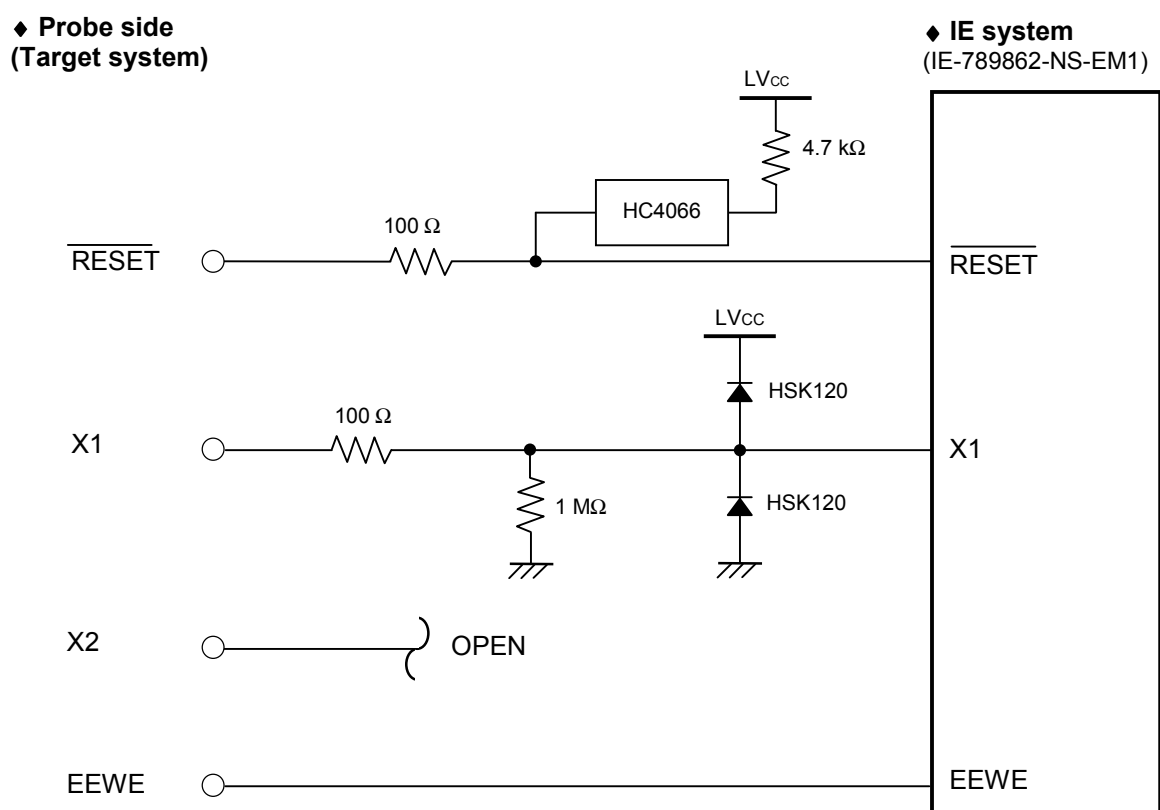 ♦ Probe side
(Target system)
♦ IE system
(IE-789862-NS-EM1)
LVCC
4.7 kΩ
HC4066
100 Ω
RESET
RESET
LVCC
HSK120
100 Ω
X1
X1
1 MΩ
HSK120
X2
OPEN
EEWE
EEWE